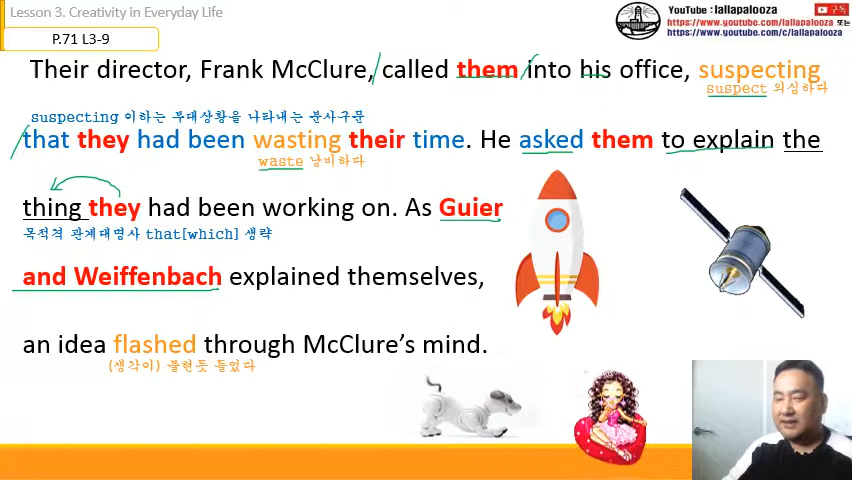 Lesson 3. Creativity in Everyday Life
P.71 L3-9
YouTube : lallapalooza
구독
https://www.youtube.com/lallapalooza 또는
https://www.youtube.com/c/lallapalooza
Their director, Frank McClure, called them into his office, suspecting
suspect 의심하다
suspecting 이하는 부대상황을 나타내는 분사구문
that they had been wasting their time. He asked them to explain the
waste 낭비하다
thing they had been working on. As Guier
목적격 관계대명사 that[which] 생략
and Weiffenbach explained themselves,
an idea flashed through McClure's mind.
(생각이) 불현듯 들었다